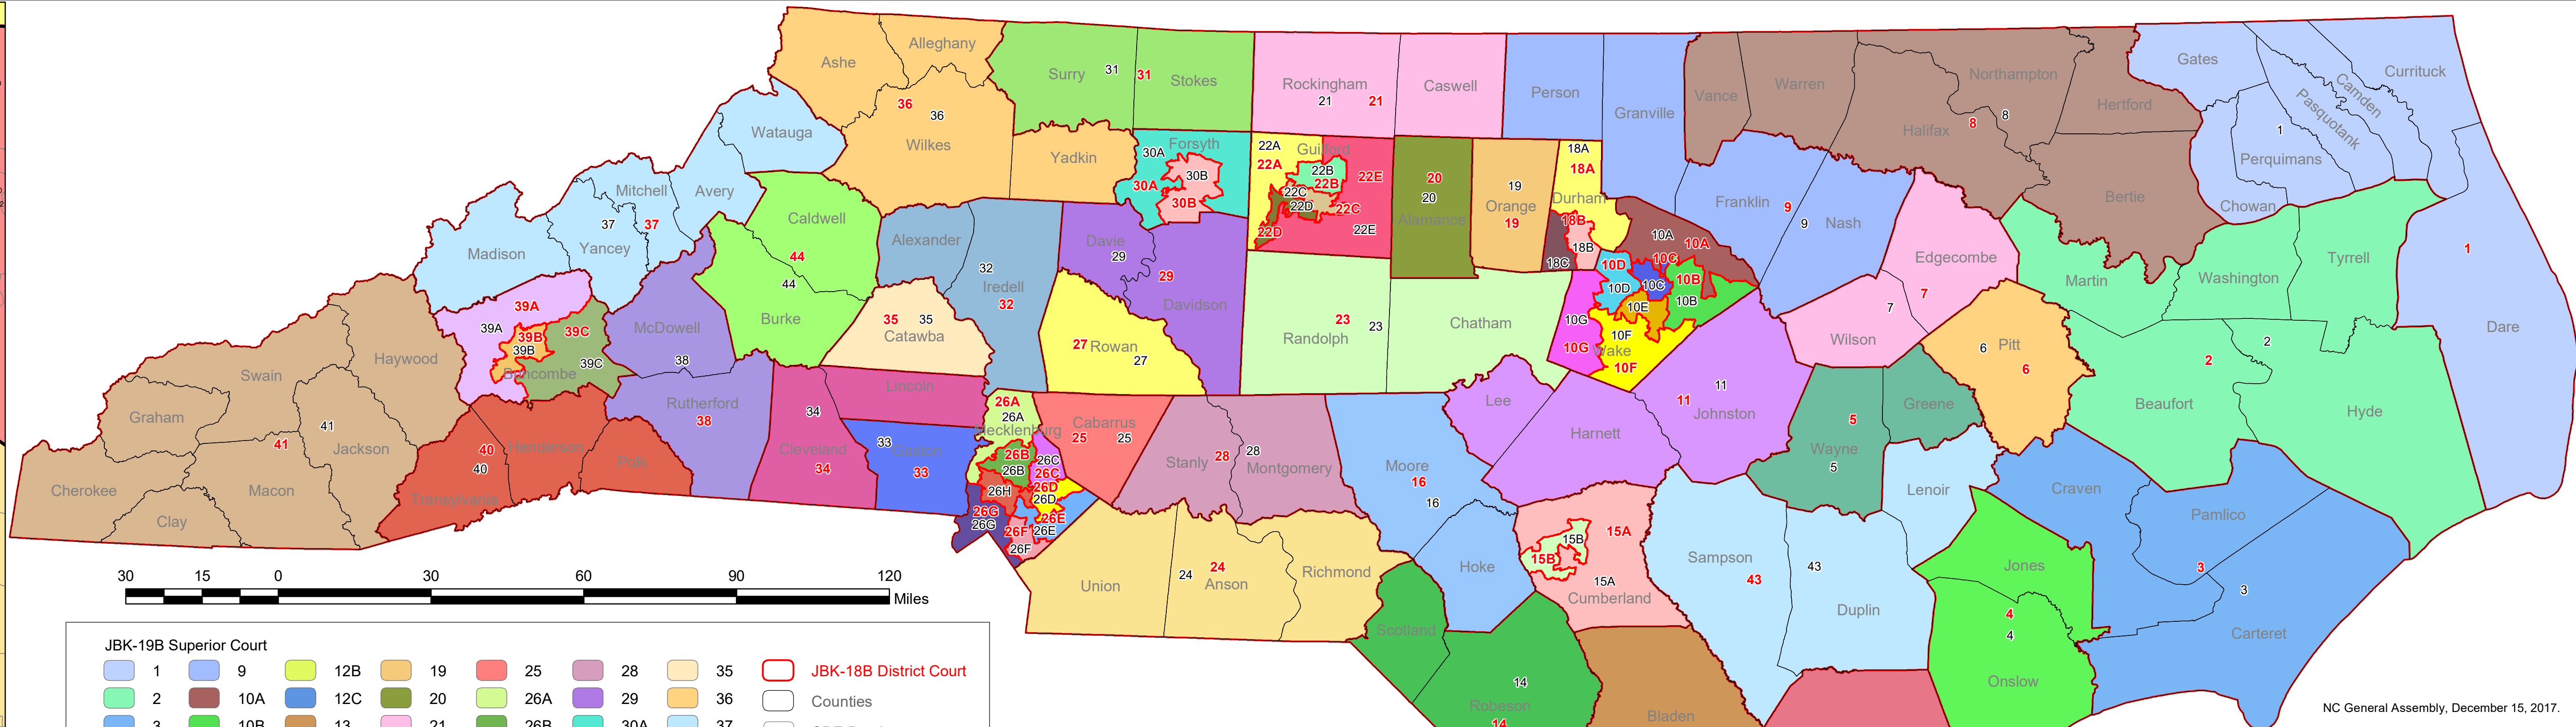 Alleghany
Ashe
Surry 31
31
Stokes
Rockingham
21 21
Caswell
Person
Granville
Vance
Warren
Northampton
Halifax 8
8
Hertford
Gates
Camden
Pasquotank
Currituck
1
Perquimans
Chowan
Bertie
36
36
Wilkes
Watauga
Yadkin
30A
Forsyth
30A
30B
30B
22A
Guilford
22A
22B
22B
22E
22C
22D
22C
22D
22E
20
20
Alamance
19
Orange
19
18A
18A
Durham
18B
18B
18C
10A
10A
Franklin
9
9
Nash
Edgecombe
7
7
Wilson
Martin
Washington
Tyrrell
1
Dare
Mitchell
Avery
37
37
Yancey
Madison
Caldwell
44
44
Burke
Alexander
32
Iredell
32
Davie
29
29
Davidson
Randolph
23
23
Chatham
10D
10C
10B
10D
10C
10B
10E
10G
10F
10G
Wake
10F
39A
39A
39C
39B
39B
39C
Buncombe
McDowell
38
Rutherford
38
35 35
Catawba
27 Rowan
27
Lincoln
34
Cleveland
34
33
Gaston
33
Haywood
Swain
Graham
41
41
Jackson
Cherokee
Macon
Clay
40
40
Henderson
Polk
Transylvania
26A
26A
Mecklenburg
26B
26B
26C
26C
26D
26D
26H
26G
26G
26E
26E
26F
26F
Cabarrus
25 25
Stanly 28
28
Montgomery
Moore
16
16
Hoke
Lee
Harnett
11
11
Johnston
5
Wayne
5
Greene
6 Pitt
6
Lenoir
2
2
Beaufort
Hyde
Craven
Pamlico
3
3
Carteret
Jones
4
4
Onslow
Sampson
43
43
Duplin
15A
15B
15B
15A
Cumberland
Union
24
24
Anson
Richmond
Scotland
14
Robeson
14
Bladen
30 15 0 30 60 90 120
Miles
JBK-19B Superior Court
1 9 12B 19 25 28 35 JBK-18B District Court
2 10A 12C 20 26A 29 36 Counties
3 10B 13 21 26B 30A 37
NC General Assembly, December 15, 2017.